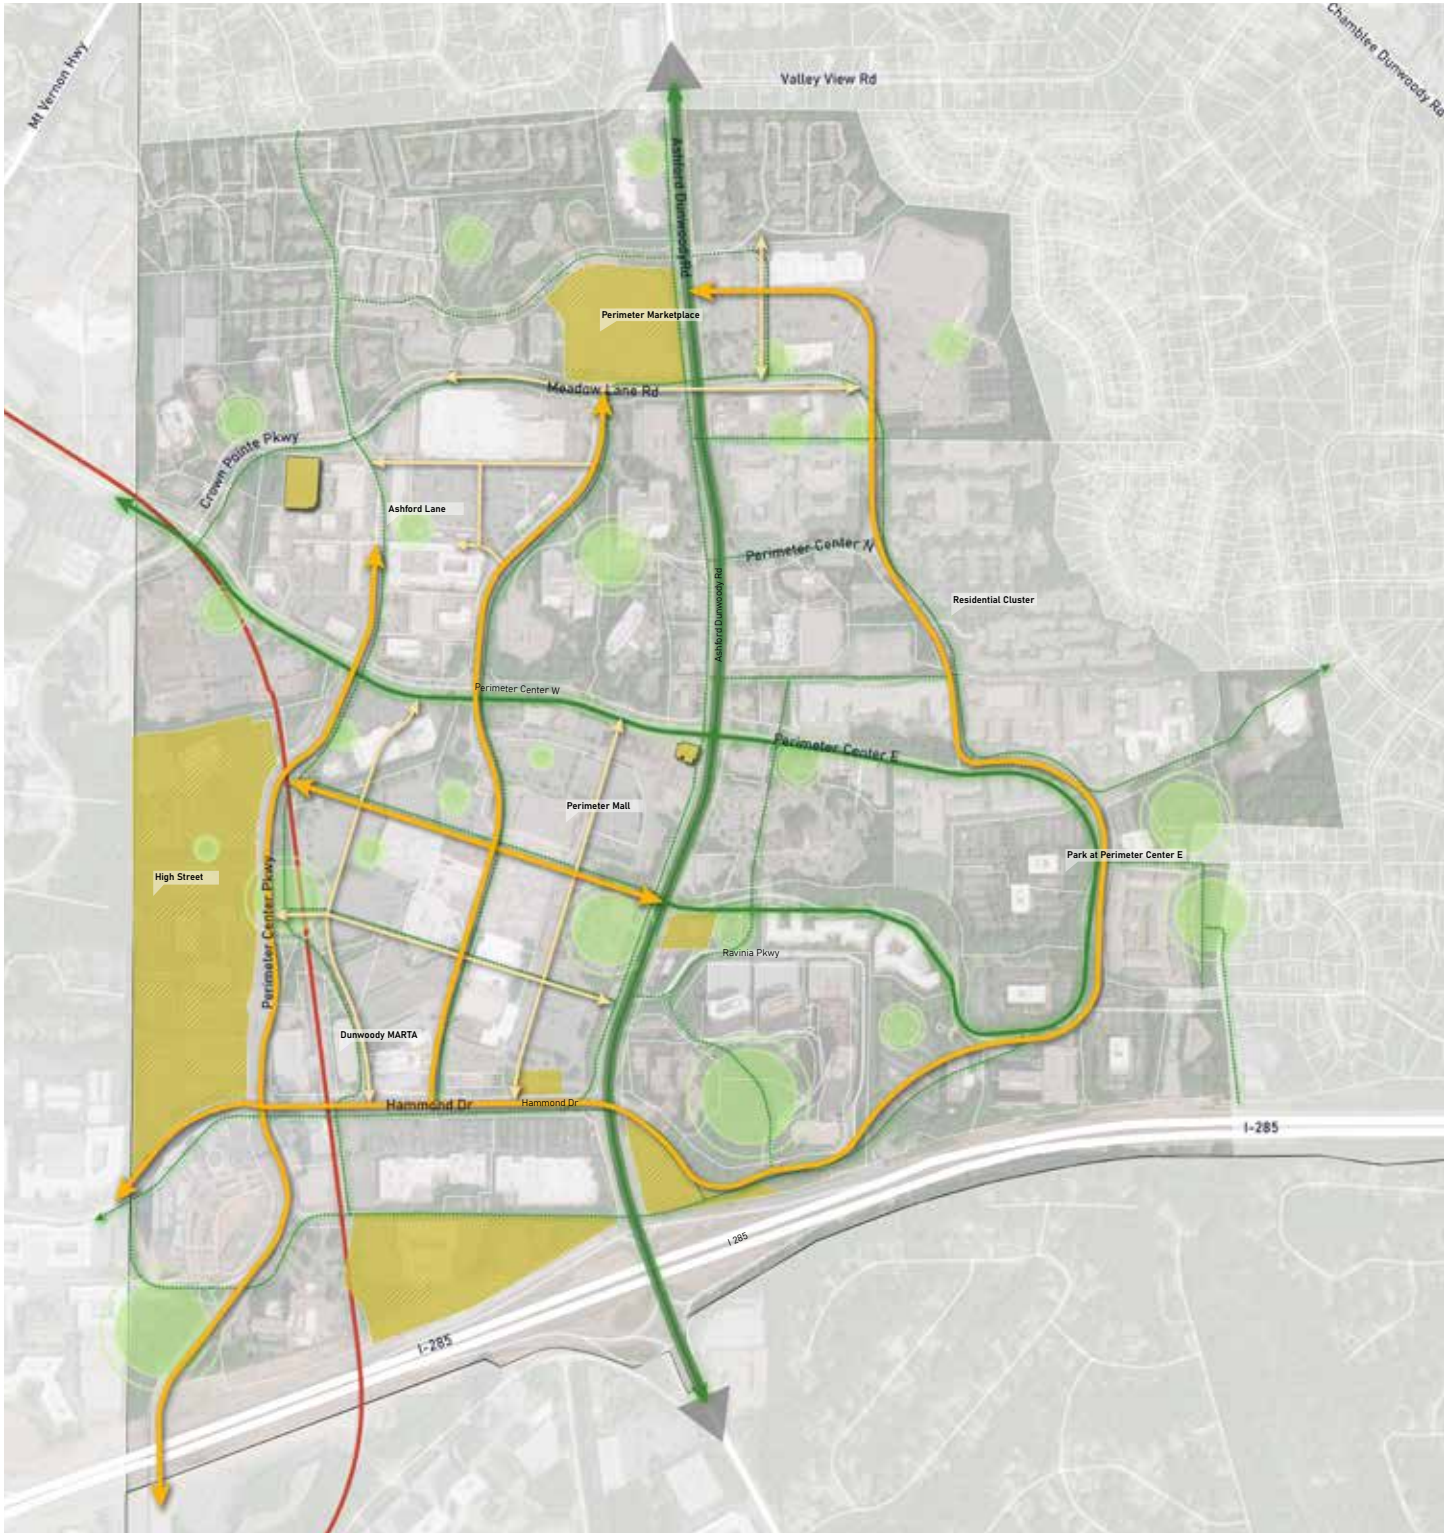 Chamblee Dunwoody Rd
Mt Vernon Hwy
Valley View Rd
Ashford Dunwoody Rd
Perimeter Marketplace
Meadow Lane Rd
Crown Pointe Pkwy
Ashford Lane
Perimeter Center N
Ashford Dunwoody Rd
Residential Cluster
Perimeter Center W
Perimeter Center E
Perimeter Mall
Park at Perimeter Center E
High Street
Perimeter Center Pkwy
Ravinia Pkwy
Dunwoody MARTA
Hammond Dr
Hammond Dr
I-285
I 285
I-285